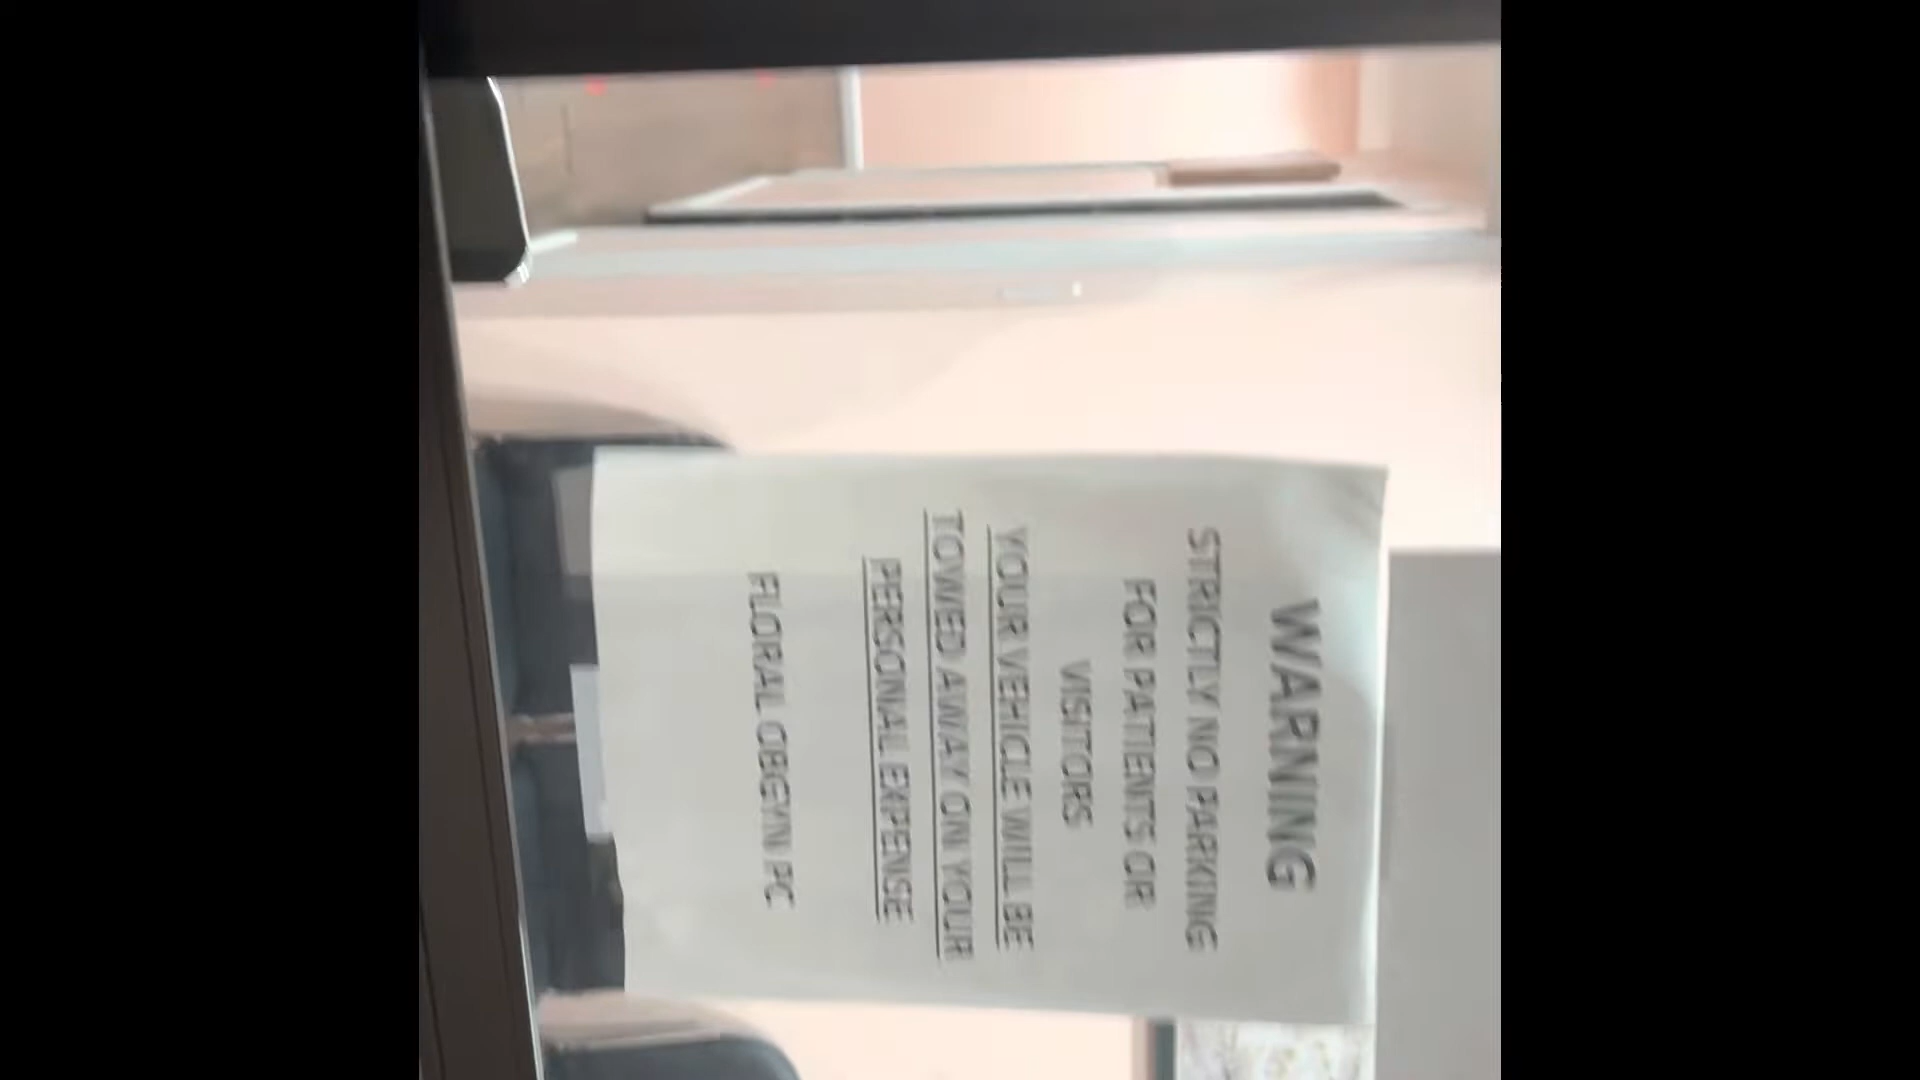 WARNING
STRICTLY NO PARKING
FOR PATIENTS OR
VISITORS
YOUR VEHICLE WILL BE
TOWED AWAY ON YOUR
PERSONAL EXPENSE
FLORAL OBGYN PC